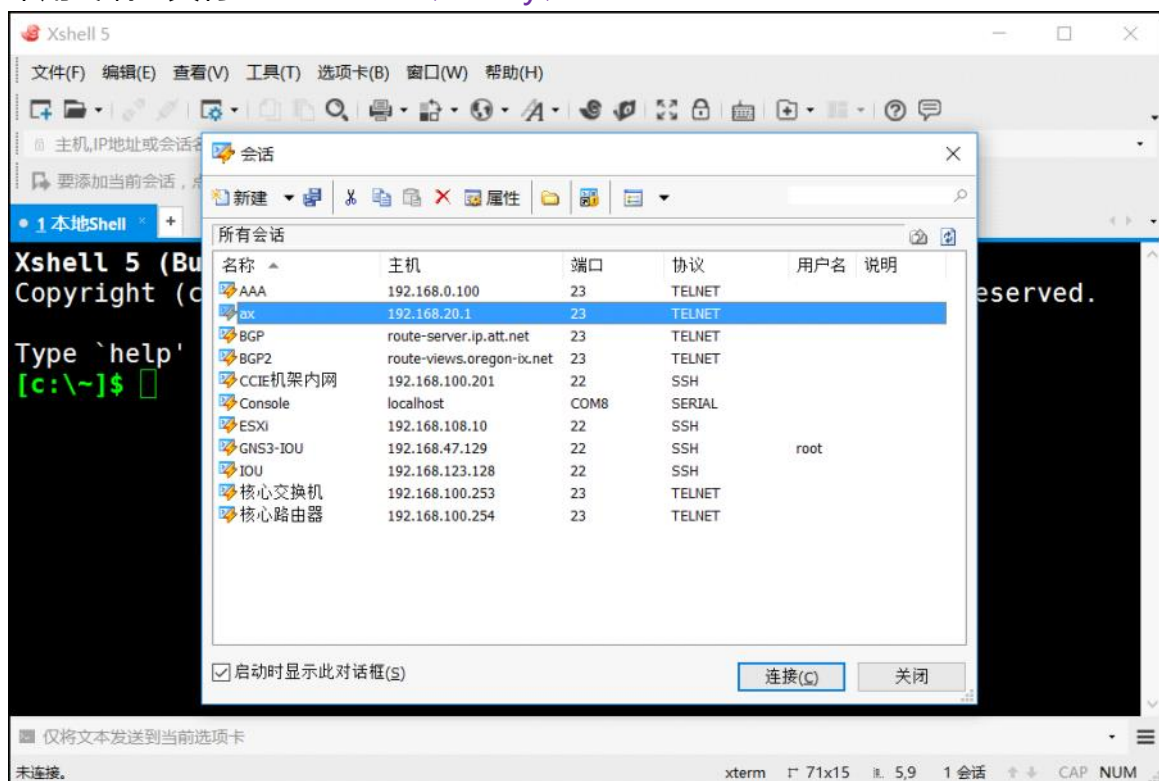 Xshell 5
文件(F) 编辑(E) 查看(V) 工具(T) 选项卡(B) 窗口(W) 帮助(H)
主机,IP地址或会话名
会话
要添加当前会话，点
新建 属性
1 本地Shell × +
所有会话
名称 主机 端口 协议 用户名 说明
AAA 192.168.0.100 23 TELNET
ax 192.168.20.1 23 TELNET
BGP route-server.ip.att.net 23 TELNET
BGP2 route-views.oregon-ix.net 23 TELNET
CCIE机架内网 192.168.100.201 22 SSH
Console localhost COM8 SERIAL
ESXi 192.168.108.10 22 SSH
GNS3-IOU 192.168.47.129 22 SSH root
IOU 192.168.123.128 22 SSH
核心交换机 192.168.100.253 23 TELNET
核心路由器 192.168.100.254 23 TELNET
Xshell 5 (Bu
Copyright (c eserved.
Type `help'
[c:\~]$
启动时显示此对话框(S) 连接(C) 关闭
仅将文本发送到当前选项卡
未连接。 xterm 71x15 5,9 1 会话 CAP NUM